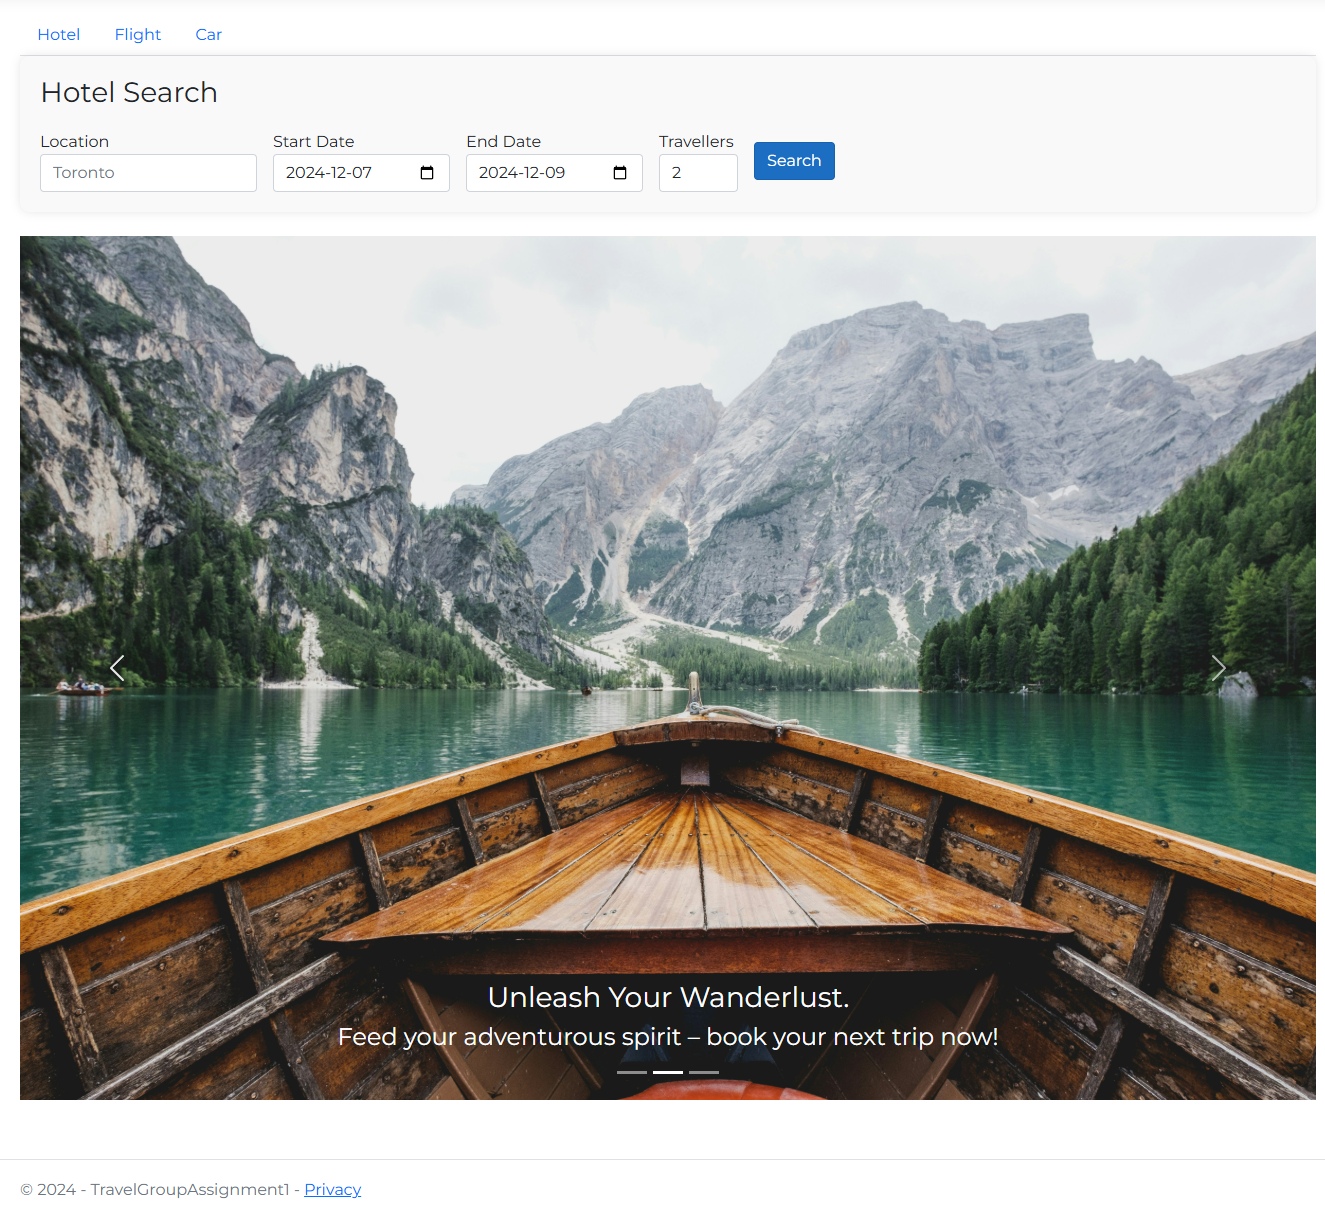 Hotel Flight Car
Hotel Search
Location Start Date End Date Travellers
Toronto 2024-12-07 2024-12-09 2 Search
Unleash Your Wanderlust.
Feed your adventurous spirit – book your next trip now!
© 2024 - TravelGroupAssignment1 - Privacy